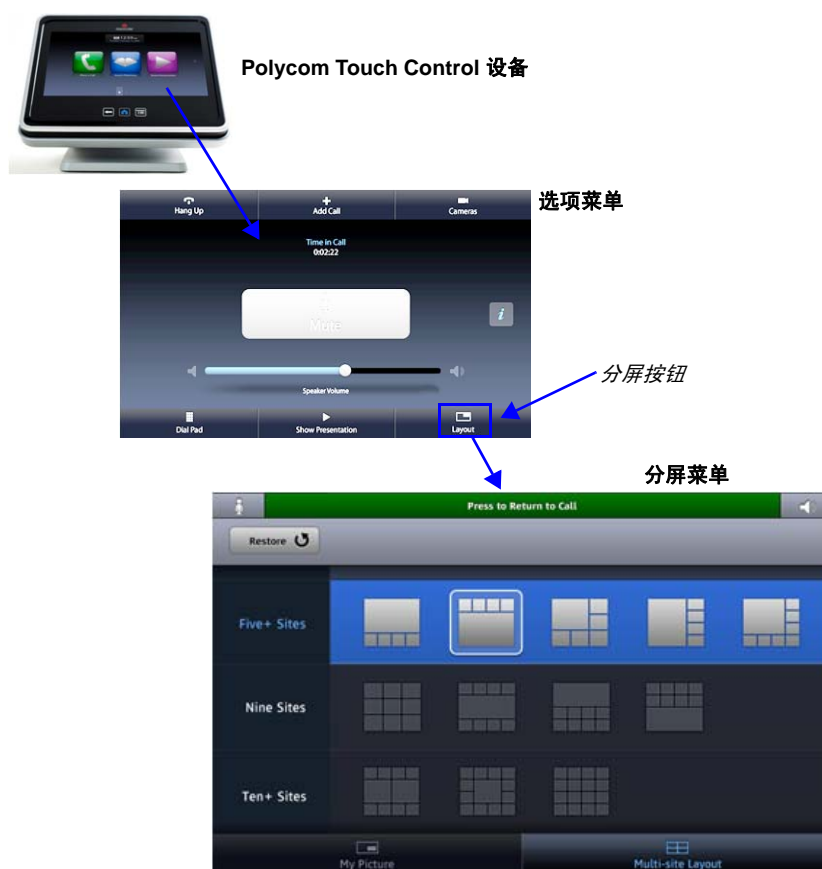 Polycom Touch Control 设备
选项菜单
Hang Up
Add Call
Cameras
Time in Call
0:02:22
Mute
i
Speaker Volume
分屏按钮
Dial Pad
Show Presentation
Layout
分屏菜单
Press to Return to Call
Restore
Five+ Sites
Nine Sites
Ten+ Sites
My Picture
Multi-site Layout